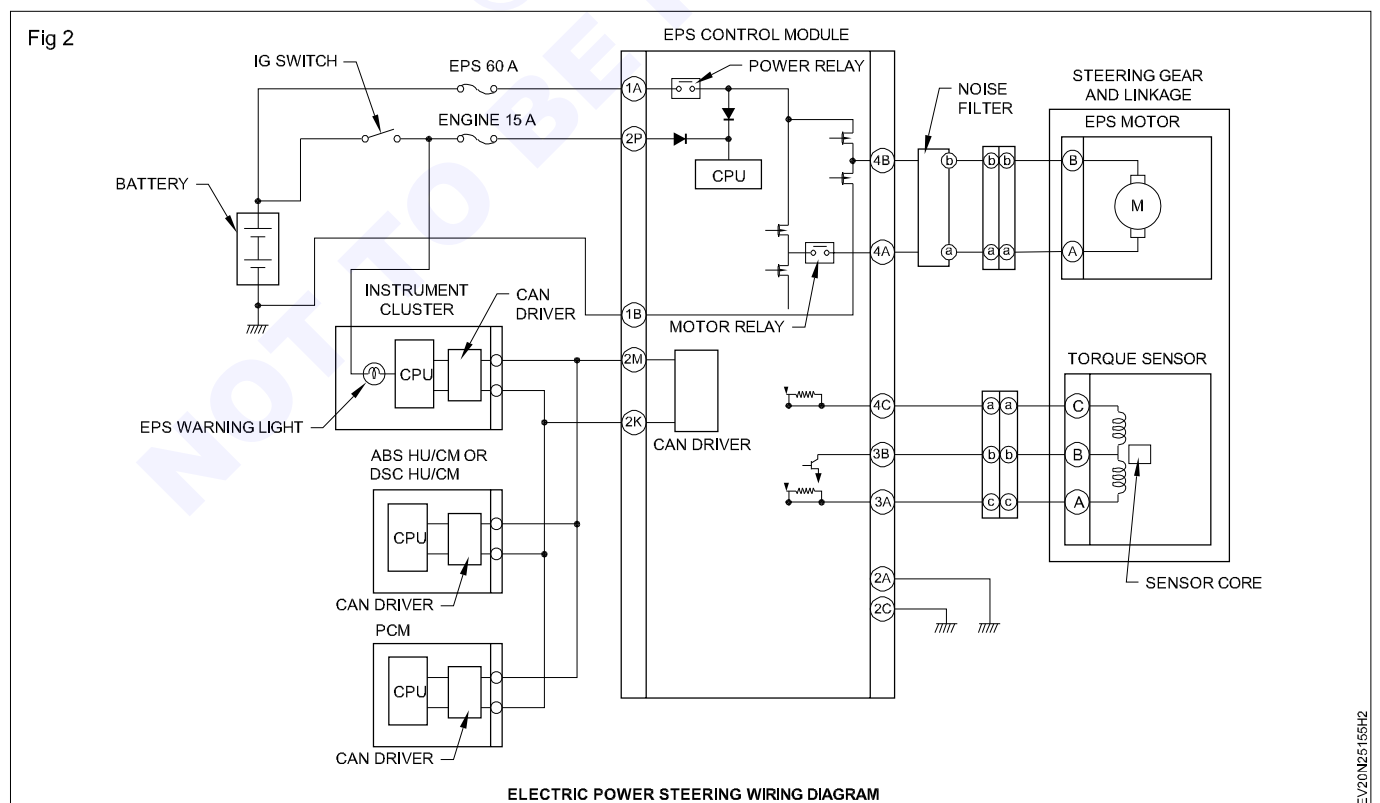 Fig 2
EPS CONTROL MODULE
IG SWITCH
EPS 60 A
POWER RELAY
NOISE
FILTER
STEERING GEAR
AND LINKAGE
EPS MOTOR
1A
ENGINE 15 A
2P
CPU
4B
b
b b
B
BATTERY
M
4A
a
a a
A
INSTRUMENT
CLUSTER
CAN
DRIVER
1B
MOTOR RELAY
CPU
2M
TORQUE SENSOR
EPS WARNING LIGHT
2K
CAN DRIVER
4C
a a
C
3B
b b
B
3A
c c
A
ABS HU/CM OR
DSC HU/CM
CPU
CAN DRIVER
2A
2C
SENSOR CORE
PCM
CPU
CAN DRIVER
ELECTRIC POWER STEERING WIRING DIAGRAM
EV20N25155H2
NOT TO BE